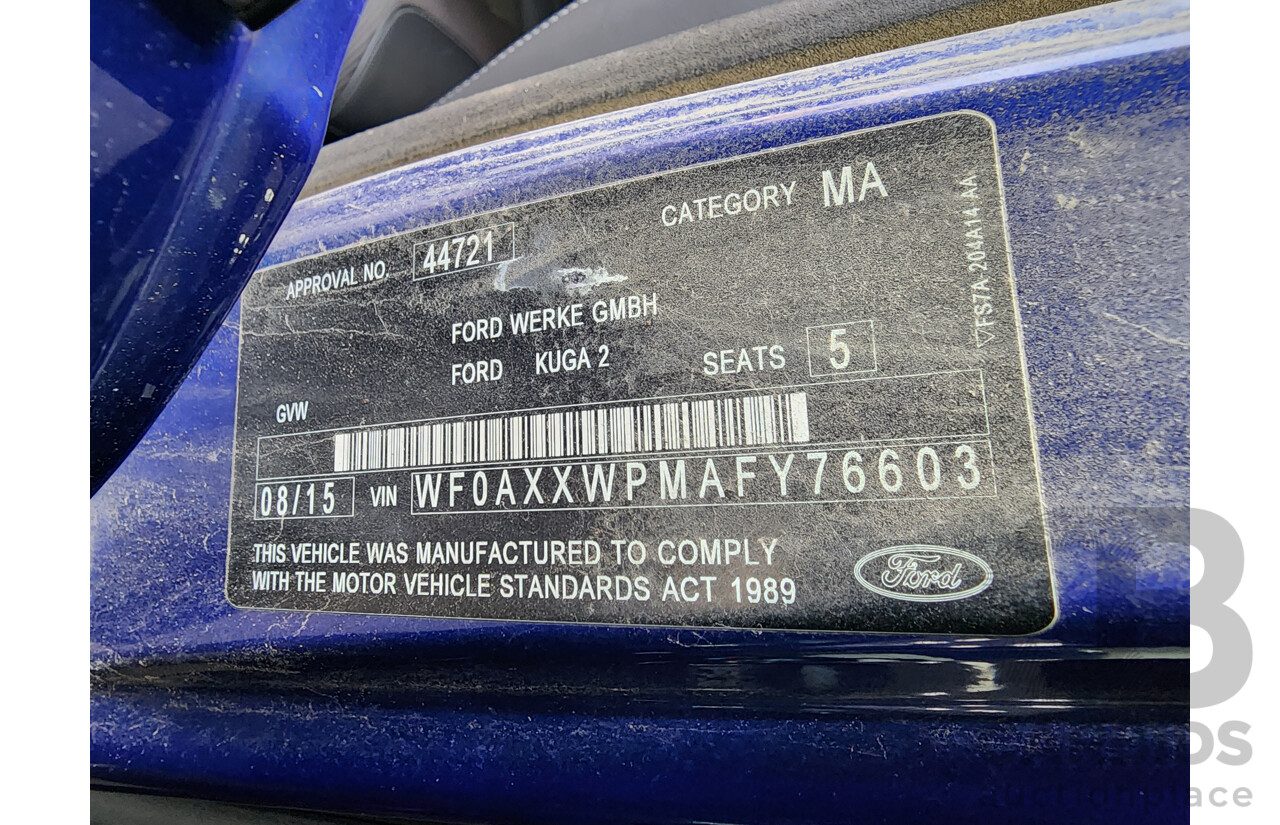 APPROVAL NO. 44721
CATEGORY MA
FORD WERKE GMBH
FORD KUGA 2
SEATS 5
GVW
08/15 VIN WF0AXXWPMAFY76603
THIS VEHICLE WAS MANUFACTURED TO COMPLY
WITH THE MOTOR VEHICLE STANDARDS ACT 1989
Ford
FS7A-204A14-AA